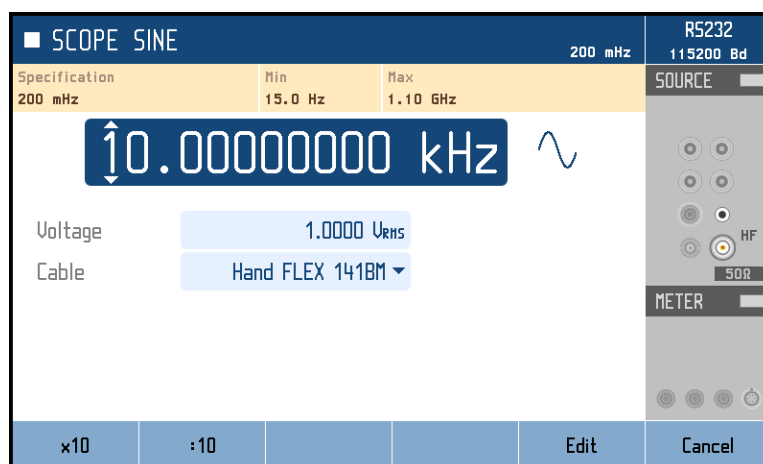 SCOPE SINE
200 mHz
RS232
115200 Bd
Specification
200 mHz
Min
15.0 Hz
Max
1.10 GHz
10.00000000 kHz
Voltage
1.0000 VRMS
Cable
Hand FLEX 141BM
SOURCE
HF
50Ω
METER
x10
:10
Edit
Cancel